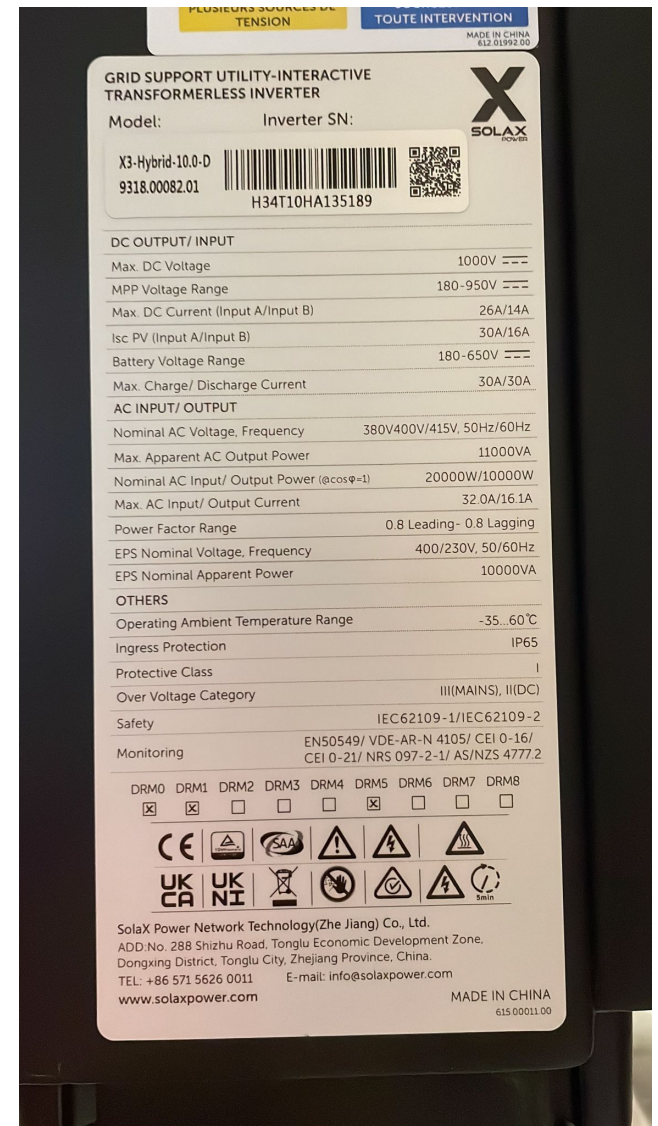 PLUSIEURS SOURCES DE
TENSION
TOUTE INTERVENTION
MADE IN CHINA
612.01992.00
GRID SUPPORT UTILITY-INTERACTIVE
TRANSFORMERLESS INVERTER
Model: Inverter SN:
SOLAX
POWER
X3-Hybrid-10.0-D
9318.00082.01
H34T10HA135189
DC OUTPUT/ INPUT
Max. DC Voltage 1000V
MPP Voltage Range 180-950V
Max. DC Current (Input A/Input B) 26A/14A
Isc PV (Input A/Input B) 30A/16A
Battery Voltage Range 180-650V
Max. Charge/ Discharge Current 30A/30A
AC INPUT/ OUTPUT
Nominal AC Voltage, Frequency 380V400V/415V, 50Hz/60Hz
Max. Apparent AC Output Power 11000VA
Nominal AC Input/ Output Power (@cosφ=1) 20000W/10000W
Max. AC Input/ Output Current 32.0A/16.1A
Power Factor Range 0.8 Leading- 0.8 Lagging
EPS Nominal Voltage, Frequency 400/230V, 50/60Hz
EPS Nominal Apparent Power 10000VA
OTHERS
Operating Ambient Temperature Range -35...60℃
Ingress Protection IP65
Protective Class I
Over Voltage Category III(MAINS), II(DC)
Safety IEC62109-1/IEC62109-2
Monitoring EN50549/ VDE-AR-N 4105/ CEI 0-16/
CEI 0-21/ NRS 097-2-1/ AS/NZS 4777.2
DRM0 DRM1 DRM2 DRM3 DRM4 DRM5 DRM6 DRM7 DRM8
CE SAA
UK CA UK NI 5min
SolaX Power Network Technology(Zhe Jiang) Co., Ltd.
ADD:No. 288 Shizhu Road, Tonglu Economic Development Zone,
Dongxing District, Tonglu City, Zhejiang Province, China.
TEL: +86 571 5626 0011 E-mail: info@solaxpower.com
www.solaxpower.com MADE IN CHINA
615.00011.00